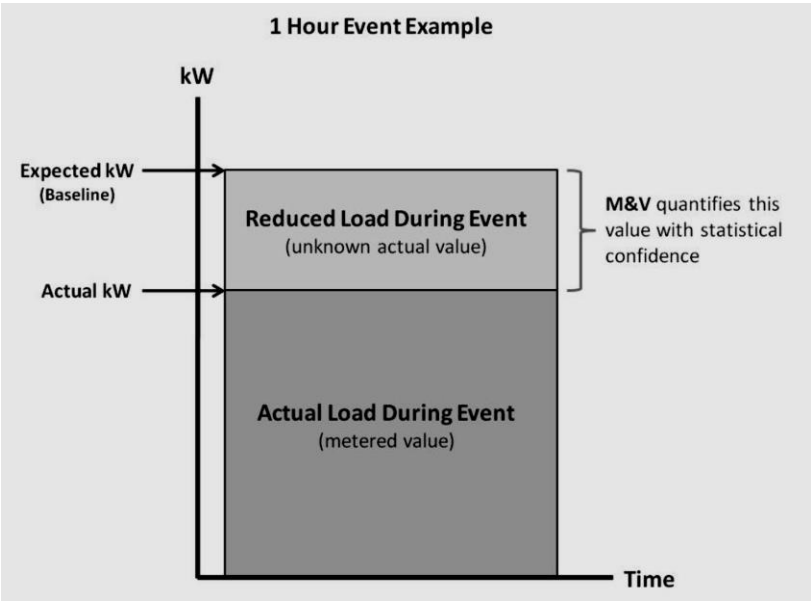 1 Hour Event Example
kW
Expected kW
(Baseline)
Reduced Load During Event
(unknown actual value)
M&V quantifies this
value with statistical
confidence
Actual kW
Actual Load During Event
(metered value)
Time